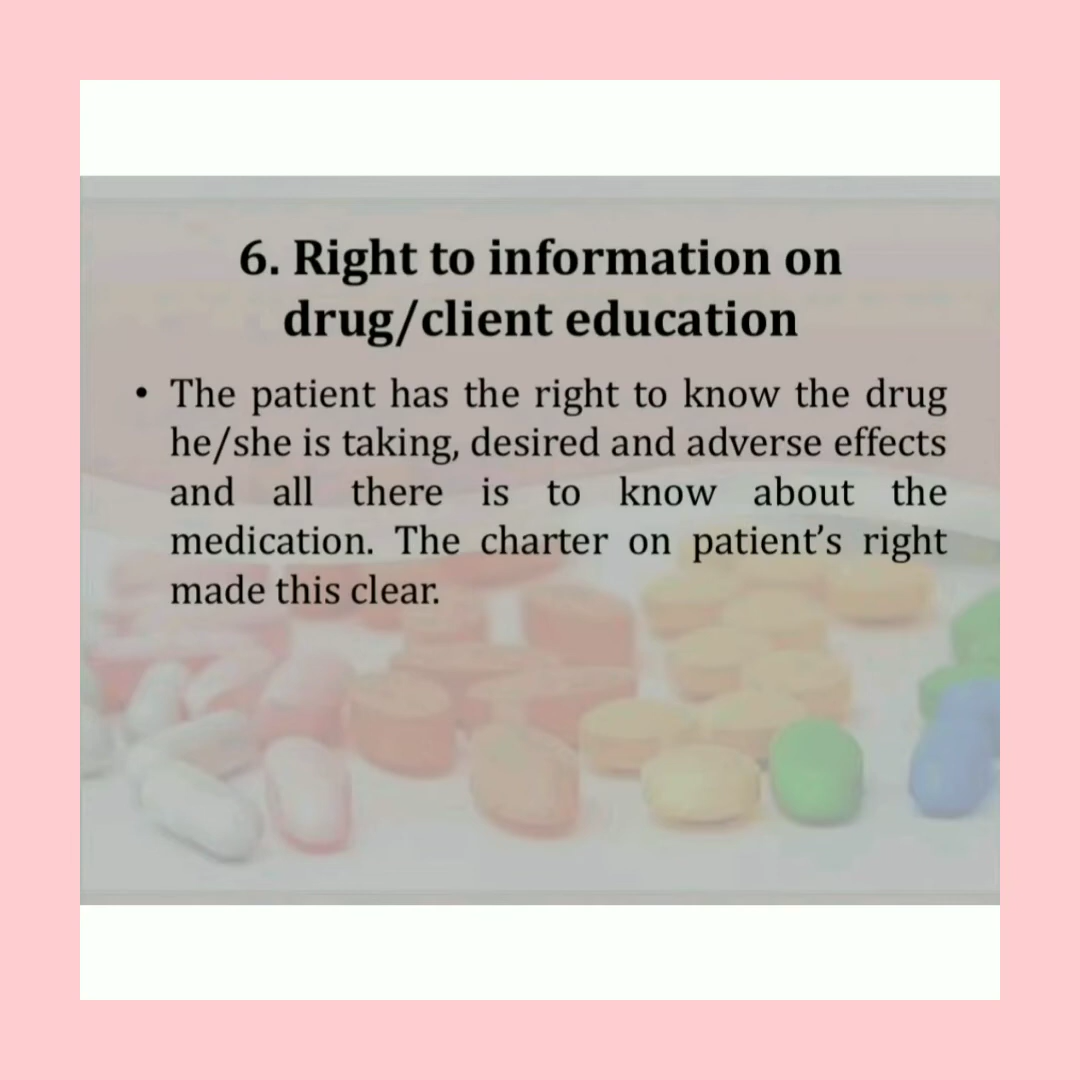 6. Right to information on
drug/client education
• The patient has the right to know the drug
he/she is taking, desired and adverse effects
and all there is to know about the
medication. The charter on patient’s right
made this clear.